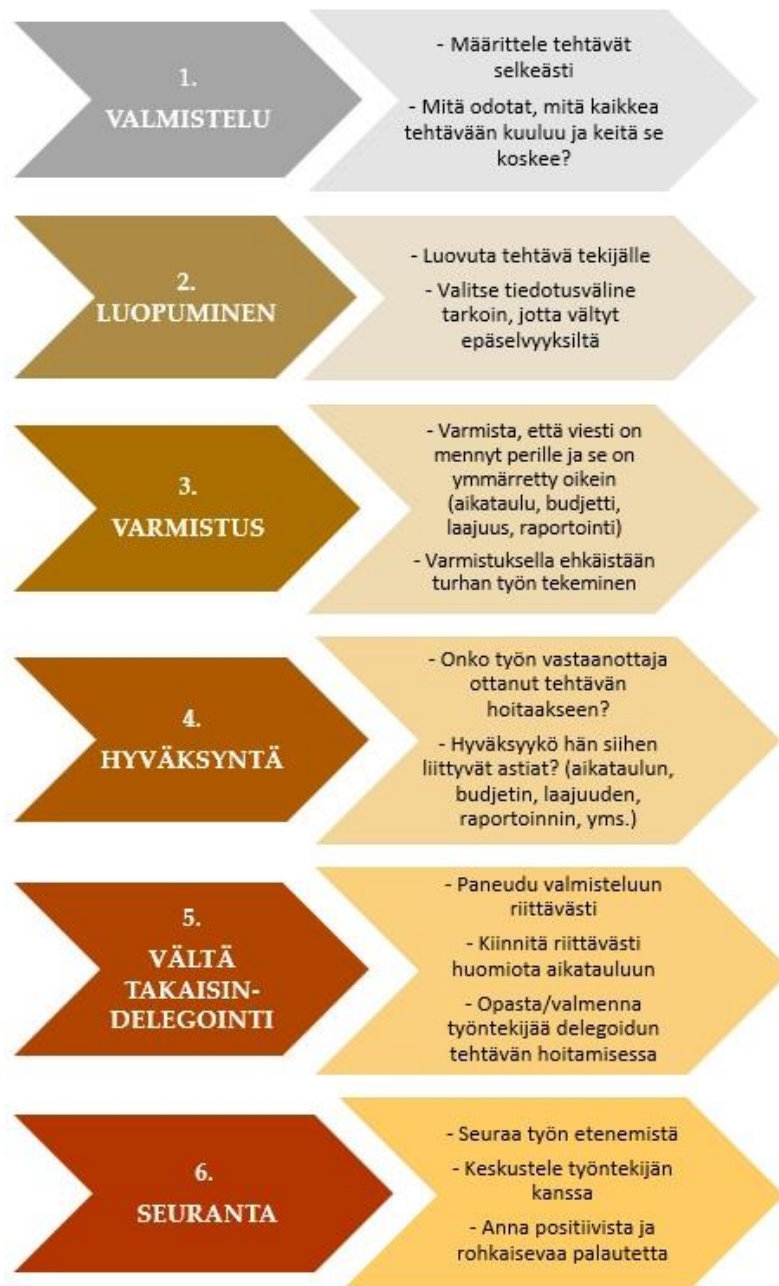 1.
VALMISTELU
- Määrittele tehtävät
selkeästi
- Mitä odotat, mitä kaikkea
tehtävään kuuluu ja keitä se
koskee?
2.
LUOPUMINEN
- Luovuta tehtävä tekijälle
- Valitse tiedotusväline
tarkoin, jotta vältyt
epäselvyyksiltä
3.
VARMISTUS
- Varmista, että viesti on
mennyt perille ja se on
ymmärretty oikein
(aikataulu, budjetti,
laajuus, raportointi)
- Varmistuksella ehkäistään
turhan työn tekeminen
4.
HYVÄKSYNTÄ
- Onko työn vastaanottaja
ottanut tehtävän
hoitaakseen?
- Hyväksyykö hän siihen
liittyvät astiat? (aikataulun,
budjetin, laajuuden,
raportoinnin, yms.)
5.
VÄLTÄ
TAKAISIN-
DELEGOINTI
- Paneudu valmisteluun
riittävästi
- Kiinnitä riittävästi
huomiota aikatauluun
- Opasta/valmenna
työntekijää delegoidun
tehtävän hoitamisessa
6.
SEURANTA
- Seuraa työn etenemistä
- Keskustele työntekijän
kanssa
- Anna positiivista ja
rohkaisevaa palautetta